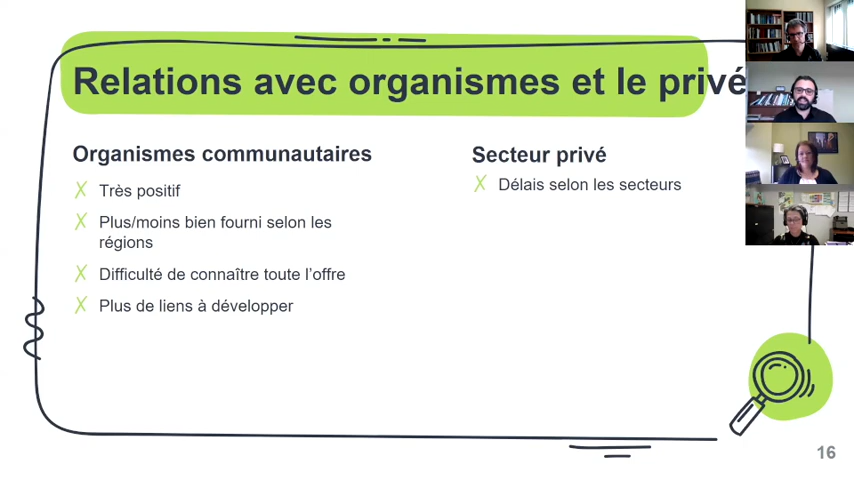 Relations avec organismes et le privé
Organismes communautaires
Très positif
Plus/moins bien fourni selon les
régions
Difficulté de connaître toute l’offre
Plus de liens à développer
Secteur privé
Délais selon les secteurs
16